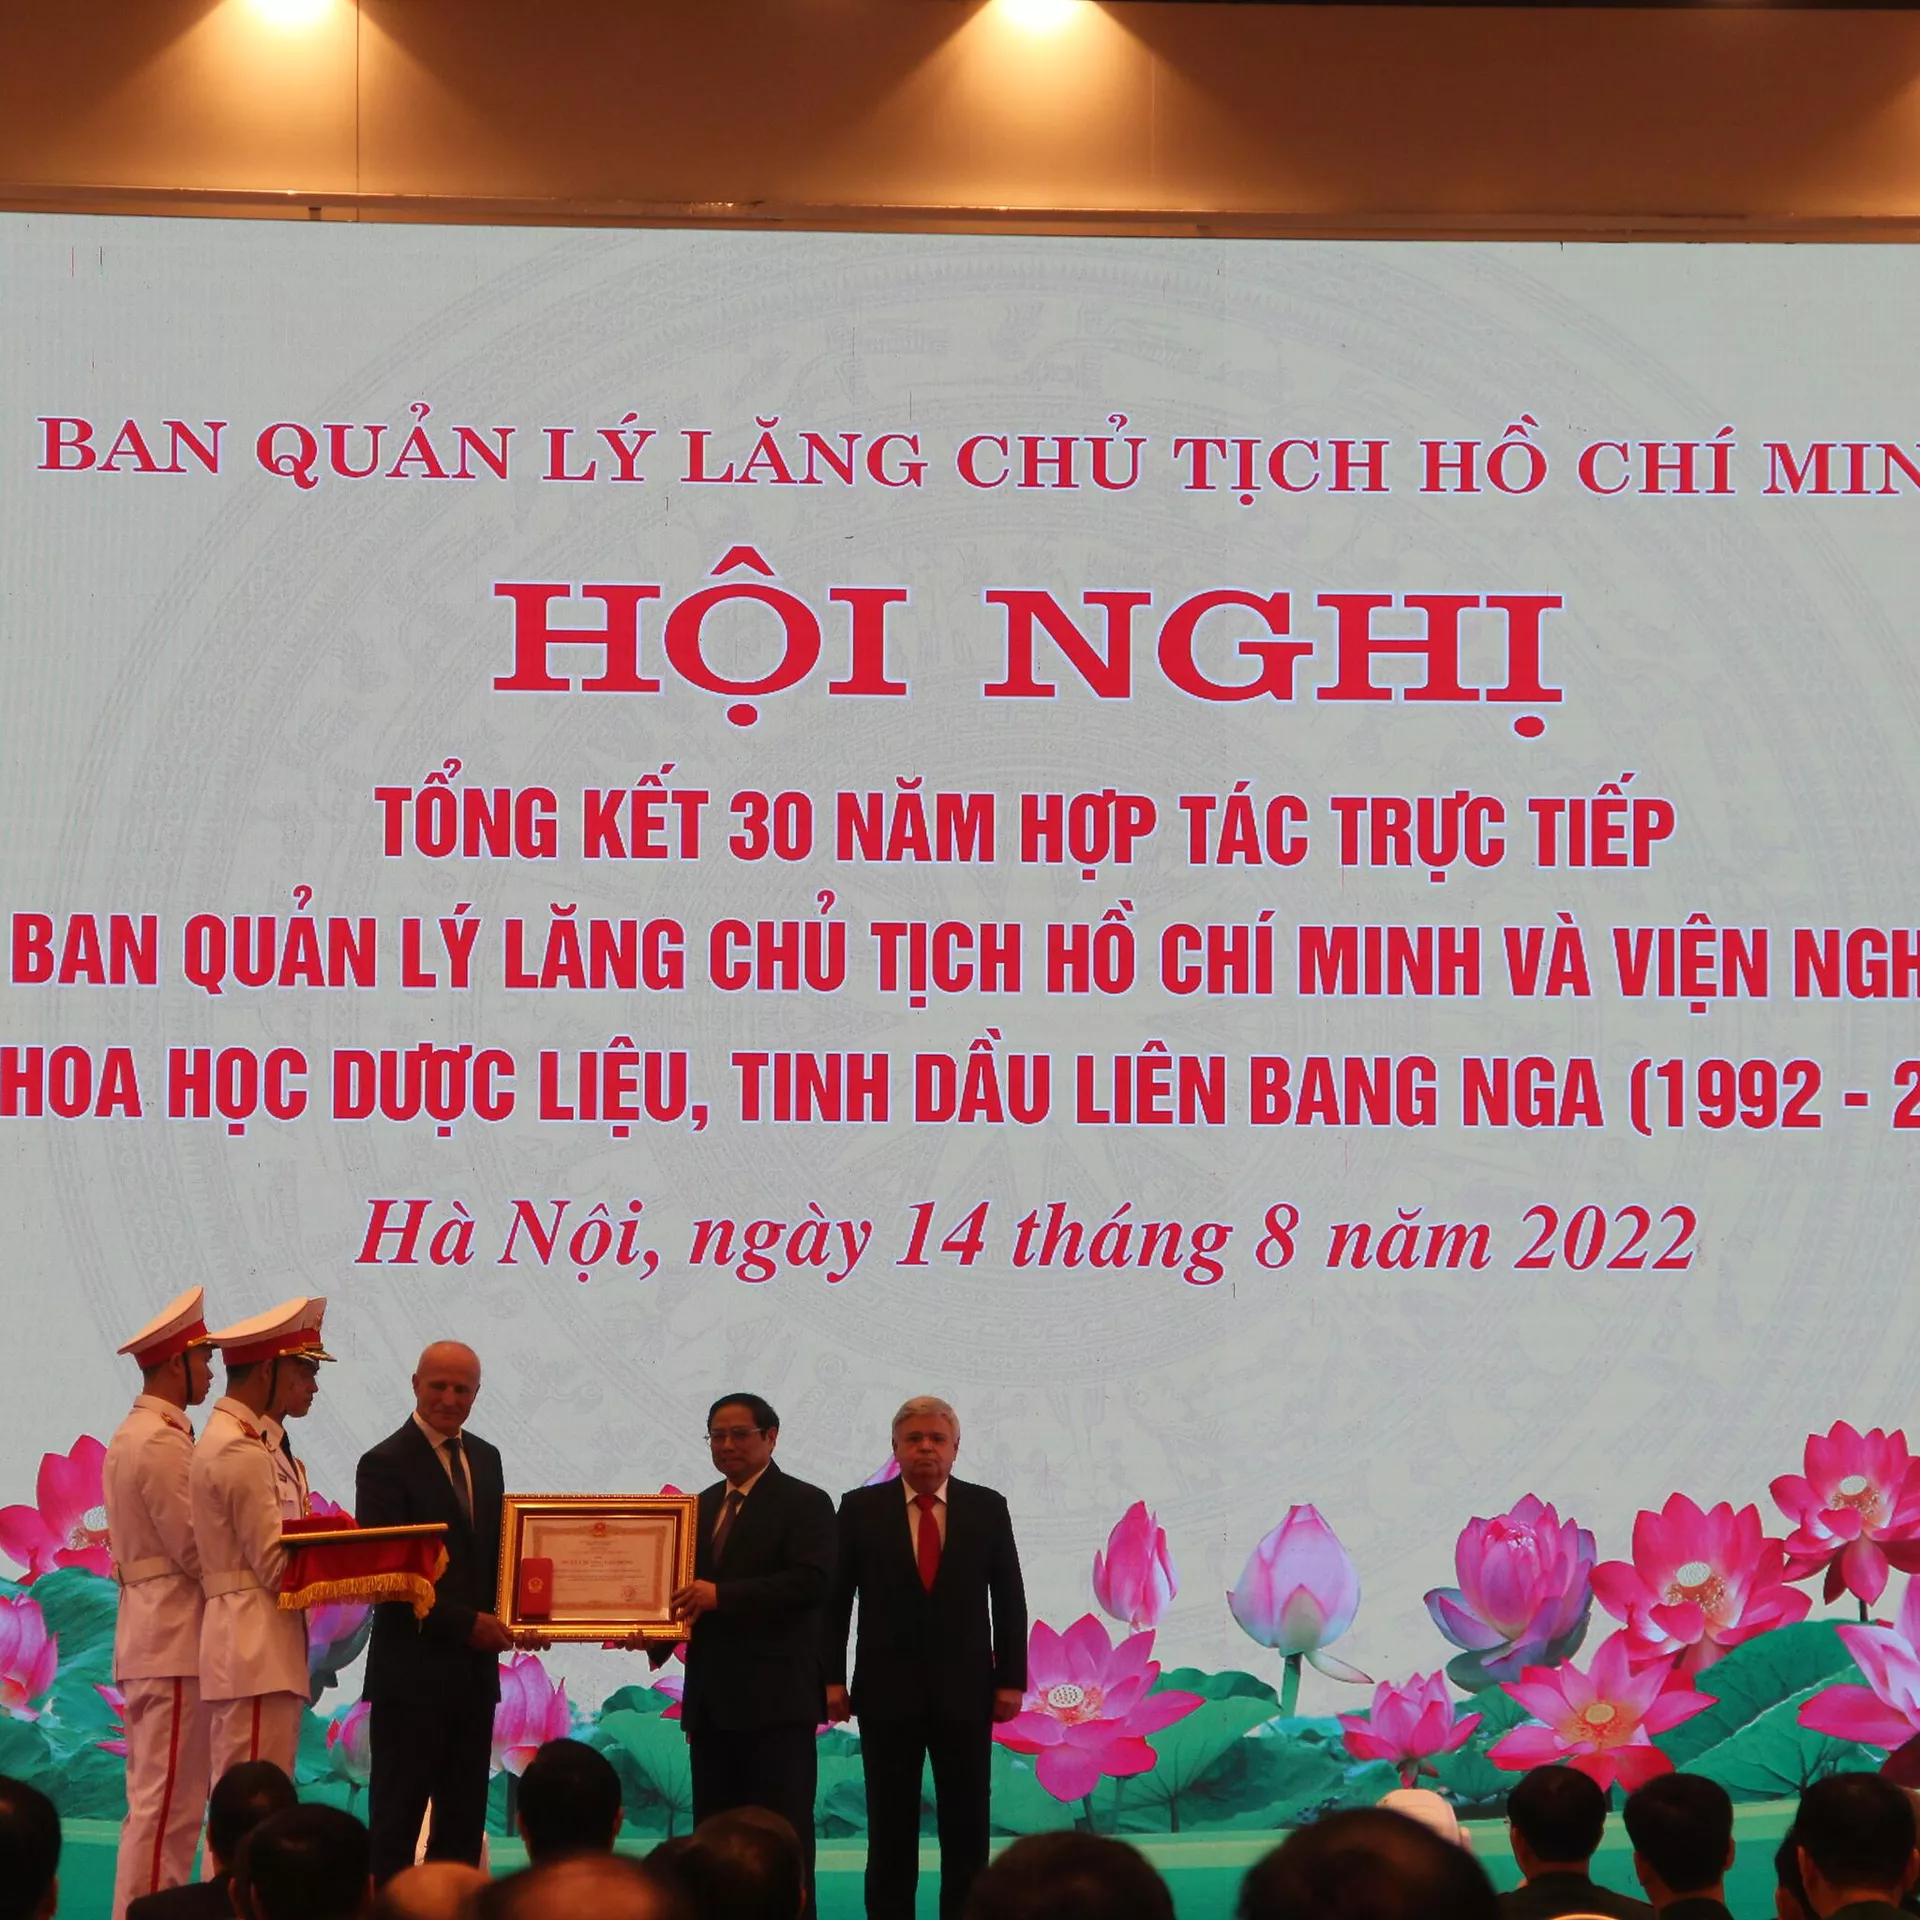 BAN QUẢN LÝ LĂNG CHỦ TỊCH HỒ CHÍ MIN
HỘI NGHỊ
TỔNG KẾT 30 NĂM HỢP TÁC TRỰC TIẾP
BAN QUẢN LÝ LĂNG CHỦ TỊCH HỒ CHÍ MINH VÀ VIỆN NGH
HOA HỌC DƯỢC LIỆU, TINH DẦU LIÊN BANG NGA (1992 - 2
Hà Nội, ngày 14 tháng 8 năm 2022